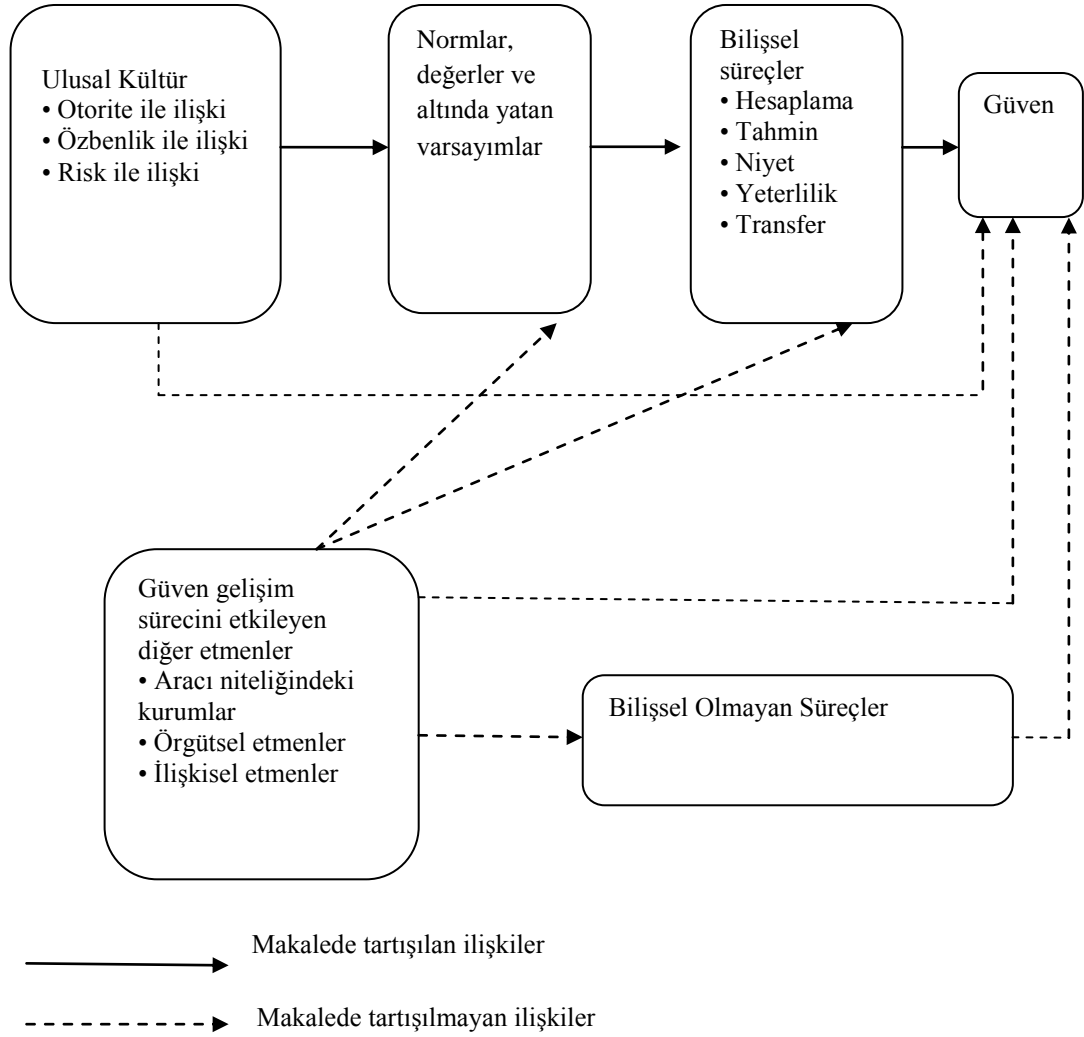 Ulusal Kültür
• Otorite ile ilişki
• Özbenlik ile ilişki
• Risk ile ilişki
Normlar,
değerler ve
altında yatan
varsayımlar
Bilişsel
süreçler
• Hesaplama
• Tahmin
• Niyet
• Yeterlilik
• Transfer
Güven
Güven gelişim
sürecini etkileyen
diğer etmenler
• Aracı niteliğindeki
kurumlar
• Örgütsel etmenler
• İlişkisel etmenler
Bilişsel Olmayan Süreçler
Makalede tartışılan ilişkiler
Makalede tartışılmayan ilişkiler